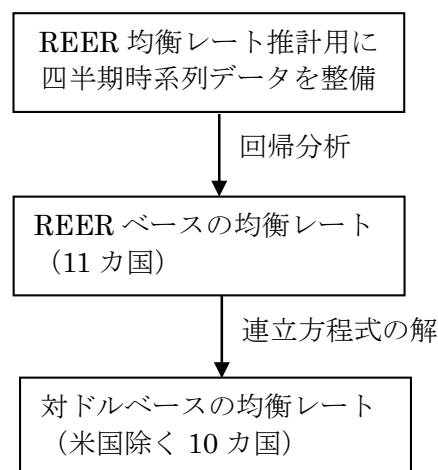 REER 均衡レート推計用に
四半期時系列データを整備
回帰分析
REER ベースの均衡レート
（11 カ国）
連立方程式の解
対ドルベースの均衡レート
（米国除く 10 カ国）